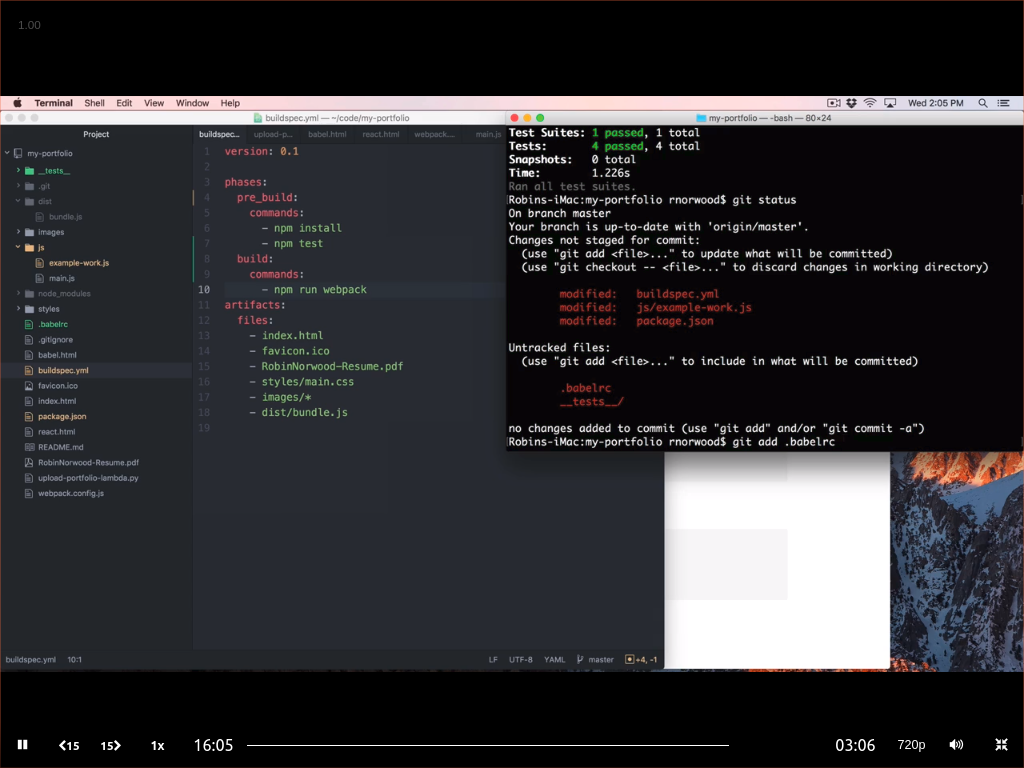 1.00
Terminal Shell Edit View Window Help
Wed 2:05 PM
buildspec.yml — ~/code/my-portfolio
Project
my-portfolio
__tests__
.git
dist
bundle.js
images
js
example-work.js
main.js
node_modules
styles
.babelrc
.gitignore
babel.html
buildspec.yml
favicon.ico
index.html
package.json
react.html
README.md
RobinNorwood-Resume.pdf
upload-portfolio-lambda.py
webpack.config.js
buildspec... upload-p... babel.html react.html webpack.... main.js
1 version: 0.1
2
3 phases:
4 pre_build:
5 commands:
6 - npm install
7 - npm test
8 build:
9 commands:
10 - npm run webpack
11 artifacts:
12 files:
13 - index.html
14 - favicon.ico
15 - RobinNorwood-Resume.pdf
16 - styles/main.css
17 - images/*
18 - dist/bundle.js
19
buildspec.yml 10:1
LF UTF-8 YAML master +4, -1
my-portfolio — -bash — 80×24
Test Suites: 1 passed, 1 total
Tests: 4 passed, 4 total
Snapshots: 0 total
Time: 1.226s
Ran all test suites.
Robins-iMac:my-portfolio rnorwood$ git status
On branch master
Your branch is up-to-date with 'origin/master'.
Changes not staged for commit:
(use "git add <file>..." to update what will be committed)
(use "git checkout -- <file>..." to discard changes in working directory)
modified: buildspec.yml
modified: js/example-work.js
modified: package.json
Untracked files:
(use "git add <file>..." to include in what will be committed)
.babelrc
__tests__/
no changes added to commit (use "git add" and/or "git commit -a")
Robins-iMac:my-portfolio rnorwood$ git add .babelrc
15 15 1x 16:05 03:06 720p